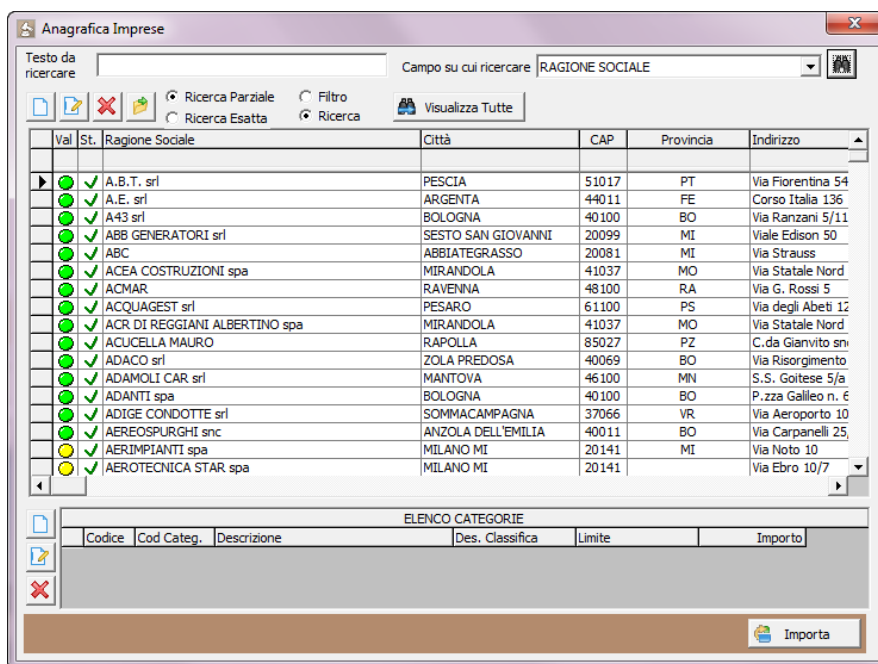 Anagrafica Imprese
Testo da ricercare
Campo su cui ricercare RAGIONE SOCIALE
Ricerca Parziale Filtro
Ricerca Esatta Ricerca
Visualizza Tutte
Val St. Ragione Sociale Città CAP Provincia Indirizzo
A.B.T. srl PESCIA 51017 PT Via Fiorentina 54
A.E. srl ARGENTA 44011 FE Corso Italia 136
A43 srl BOLOGNA 40100 BO Via Ranzani 5/11
ABB GENERATORI srl SESTO SAN GIOVANNI 20099 MI Viale Edison 50
ABC ABBIATEGRASSO 20081 MI Via Strauss
ACEA COSTRUZIONI spa MIRANDOLA 41037 MO Via Statale Nord
ACMAR RAVENNA 48100 RA Via G. Rossi 5
ACQUAGEST srl PESARO 61100 PS Via degli Abeti 12
ACR DI REGGIANI ALBERTINO spa MIRANDOLA 41037 MO Via Statale Nord
ACUCELLA MAURO RAPOLLA 85027 PZ C.da Gianvito sn
ADACO srl ZOLA PREDOSA 40069 BO Via Risorgimento
ADAMOLI CAR srl MANTOVA 46100 MN S.S. Goitese 5/a
ADANTI spa BOLOGNA 40100 BO P.zza Galileo n. 6
ADIGE CONDOTTE srl SOMMACAMPAGNA 37066 VR Via Aeroporto 10
AEREOSPURGHI snc ANZOLA DELL'EMILIA 40011 BO Via Carpanelli 25,
AERIMPIANTI spa MILANO MI 20141 MI Via Noto 10
AEROTECNICA STAR spa MILANO MI 20141 Via Ebro 10/7
ELENCO CATEGORIE
Codice Cod Categ. Descrizione Des. Classifica Limite Importo
Importa